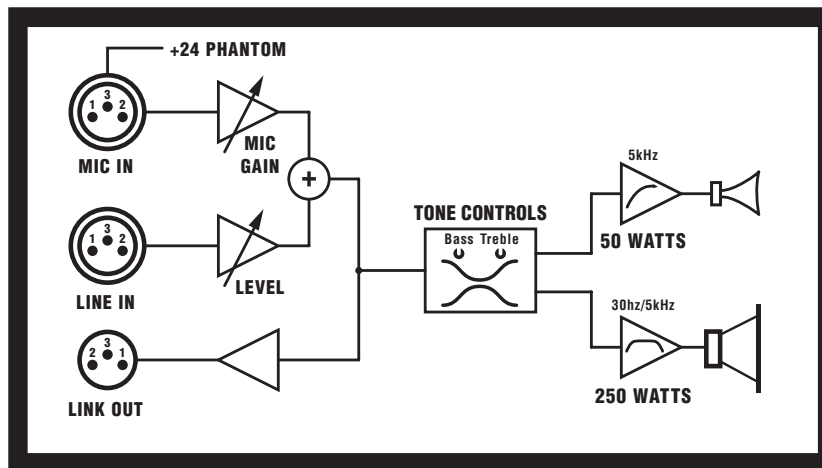 +24 PHANTOM
3
1 2
MIC IN
MIC
GAIN
+
3
1 2
LINE IN
LEVEL
3
2 1
LINK OUT
TONE CONTROLS
Bass Treble
5kHz
50 WATTS
30hz/5kHz
250 WATTS